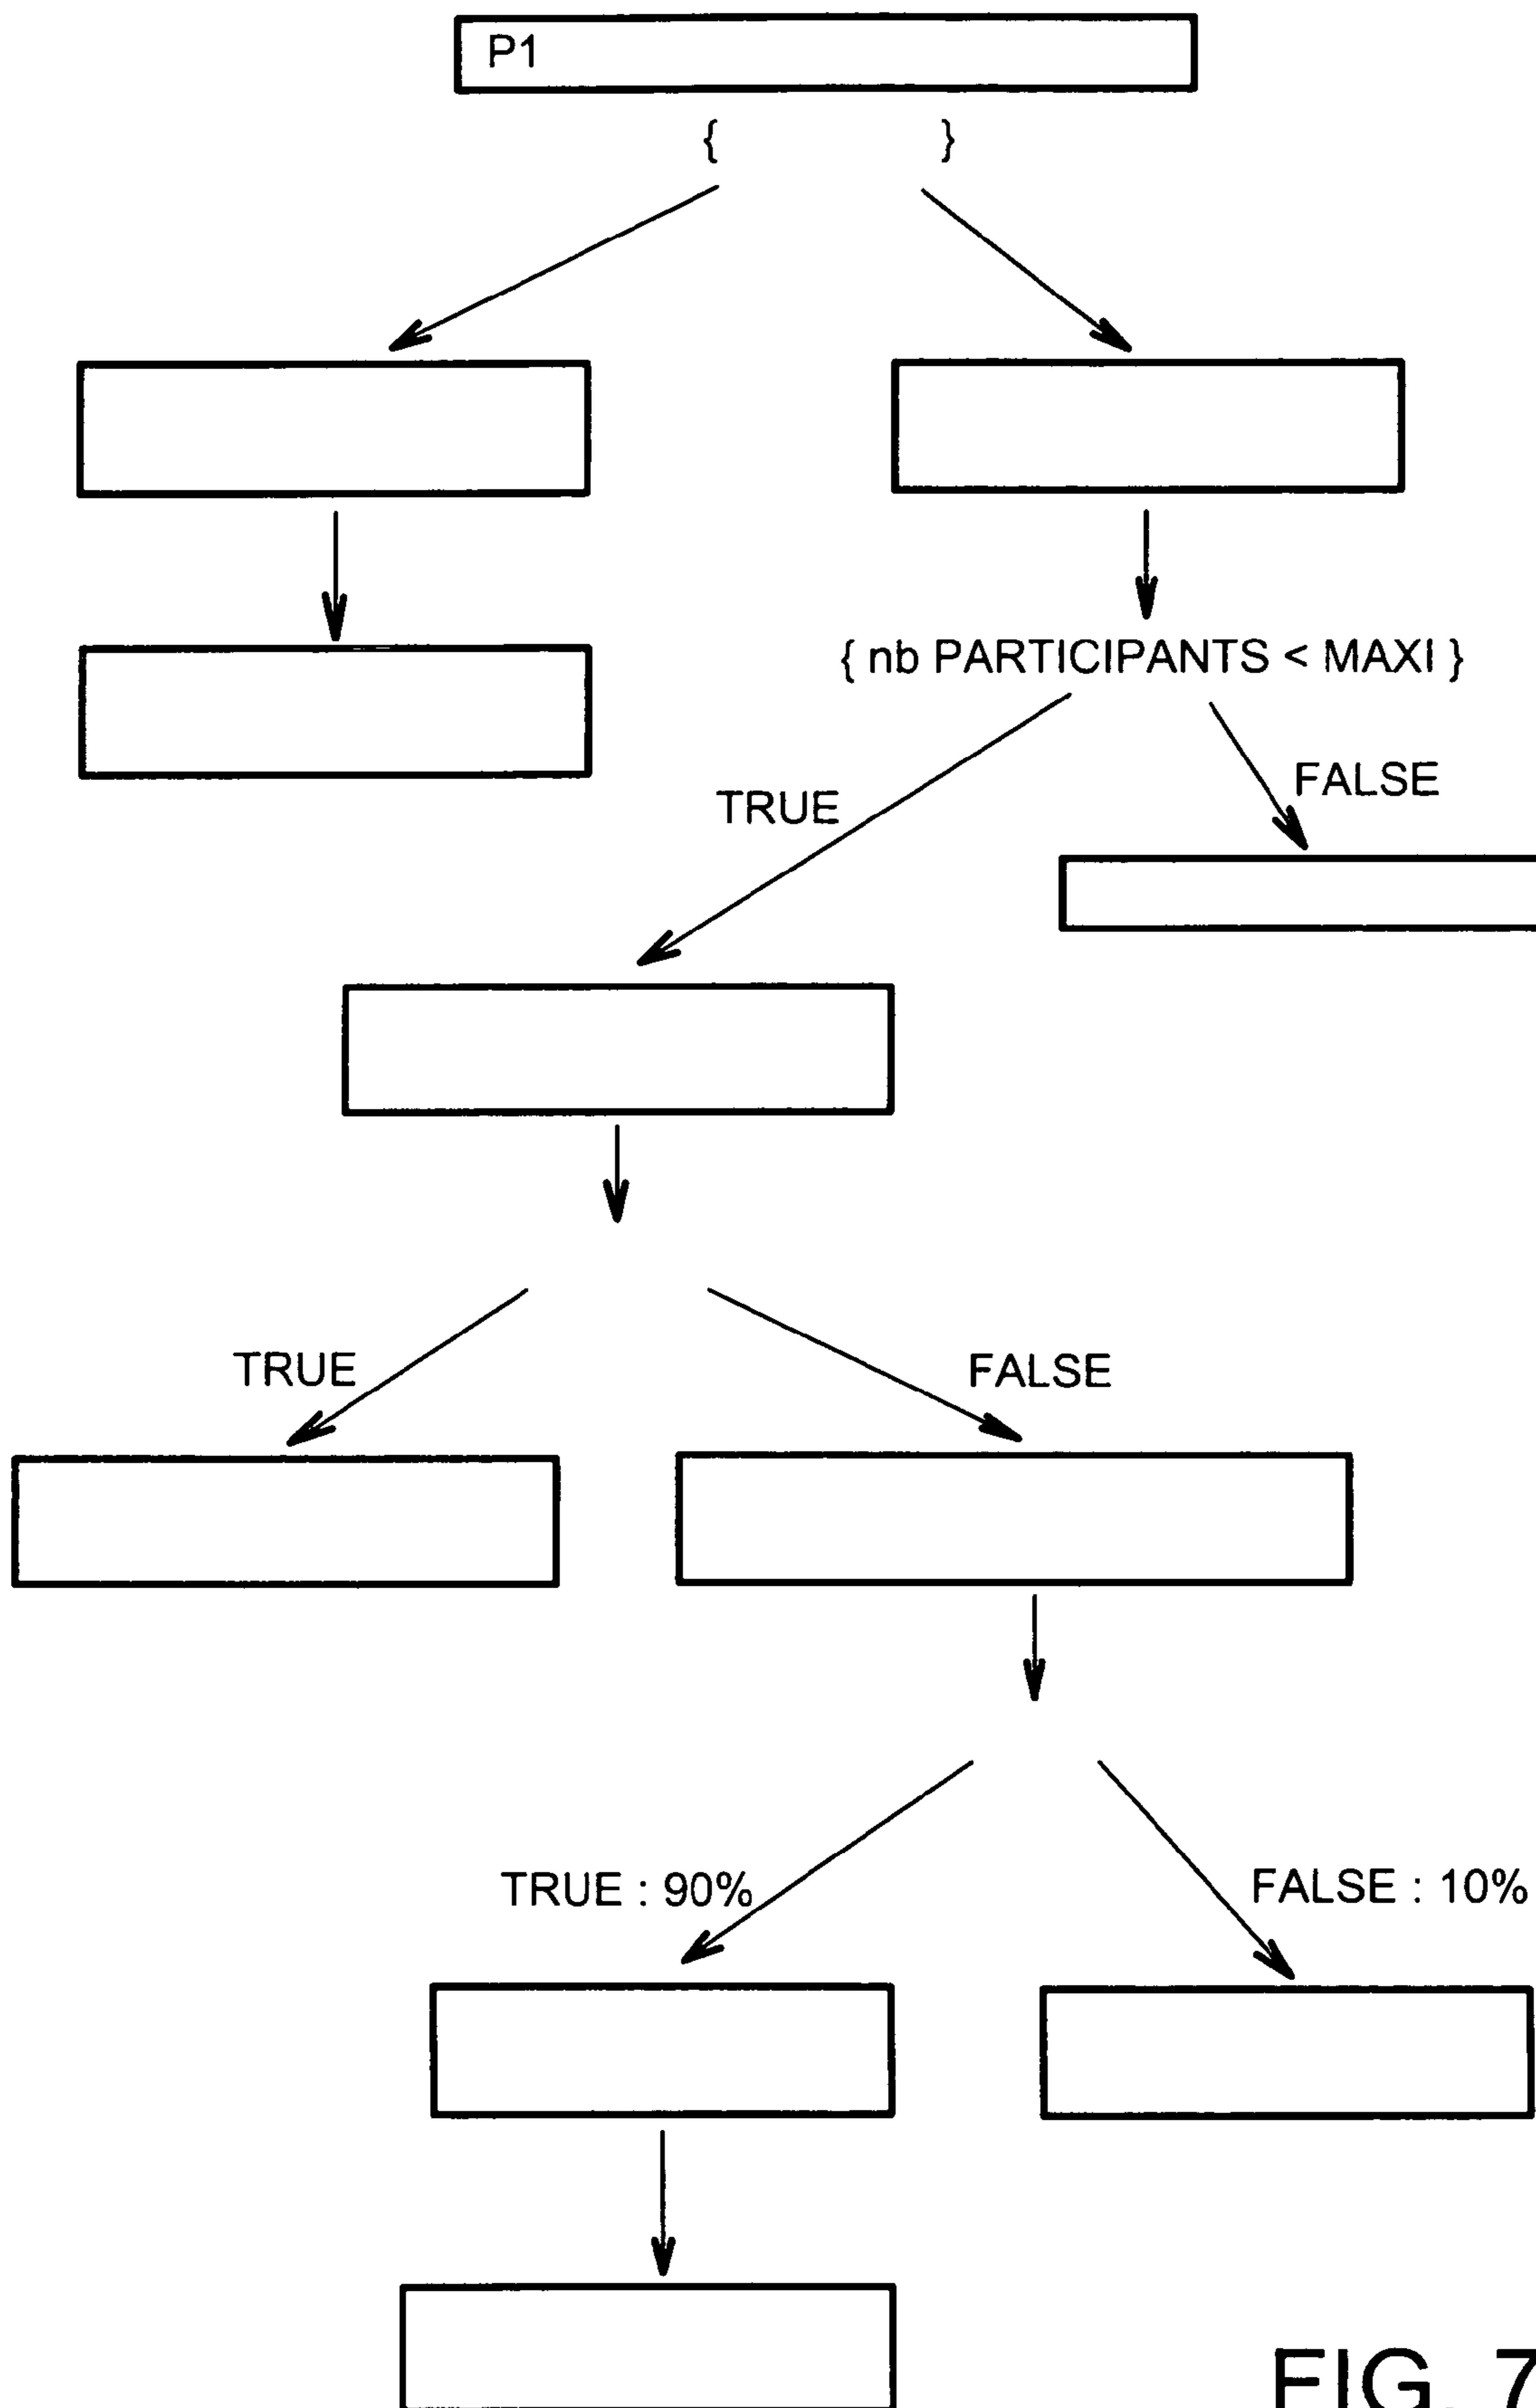 P1
{ }
{ nb PARTICIPANTS < MAXI }
TRUE
FALSE
TRUE
FALSE
TRUE : 90%
FALSE : 10%
FIG. 7